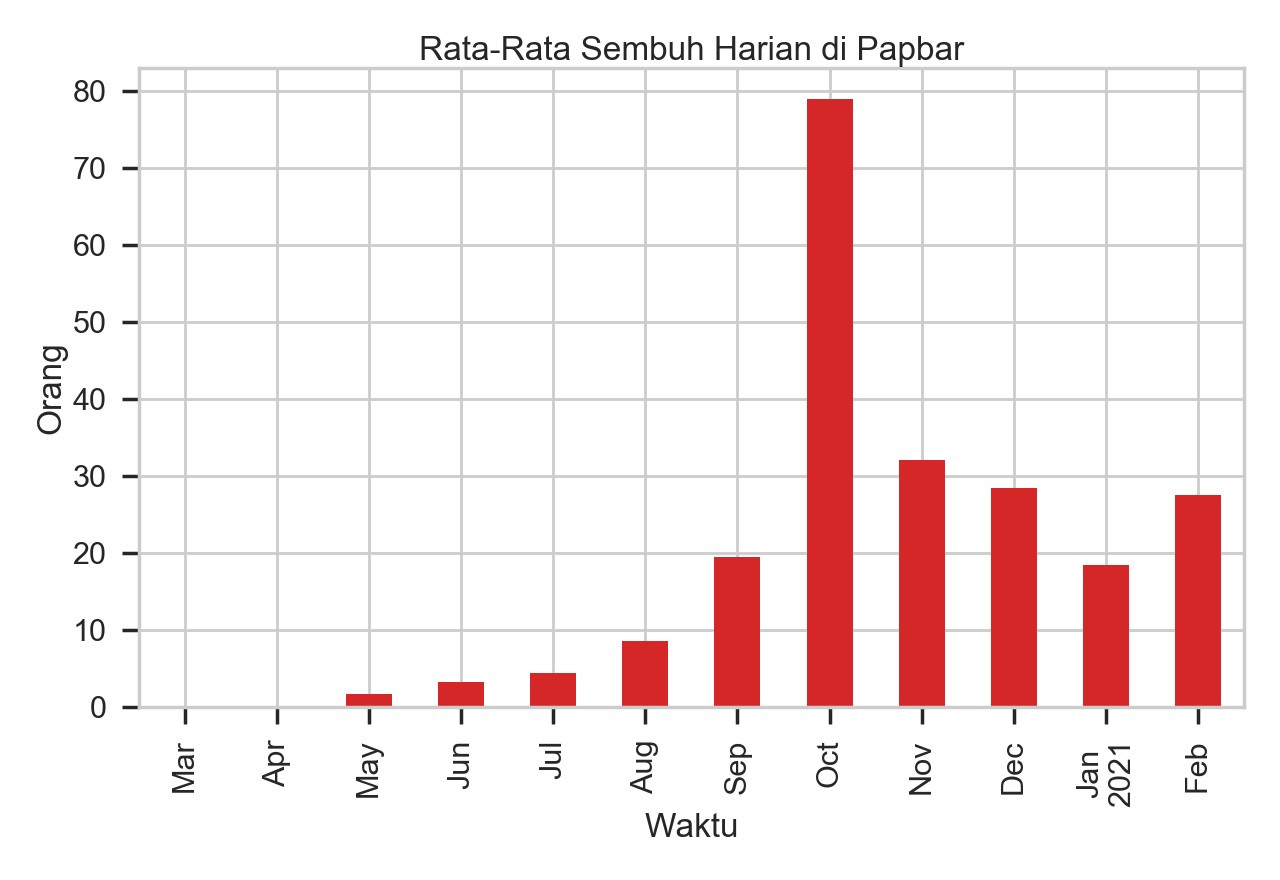 Rata-Rata Sembuh Harian di Papbar
80
70
60
50
40
30
20
10
0
Orang
Mar
Apr
May
Jun
Jul
Aug
Sep
Oct
Nov
Dec
Jan
2021
Feb
Waktu